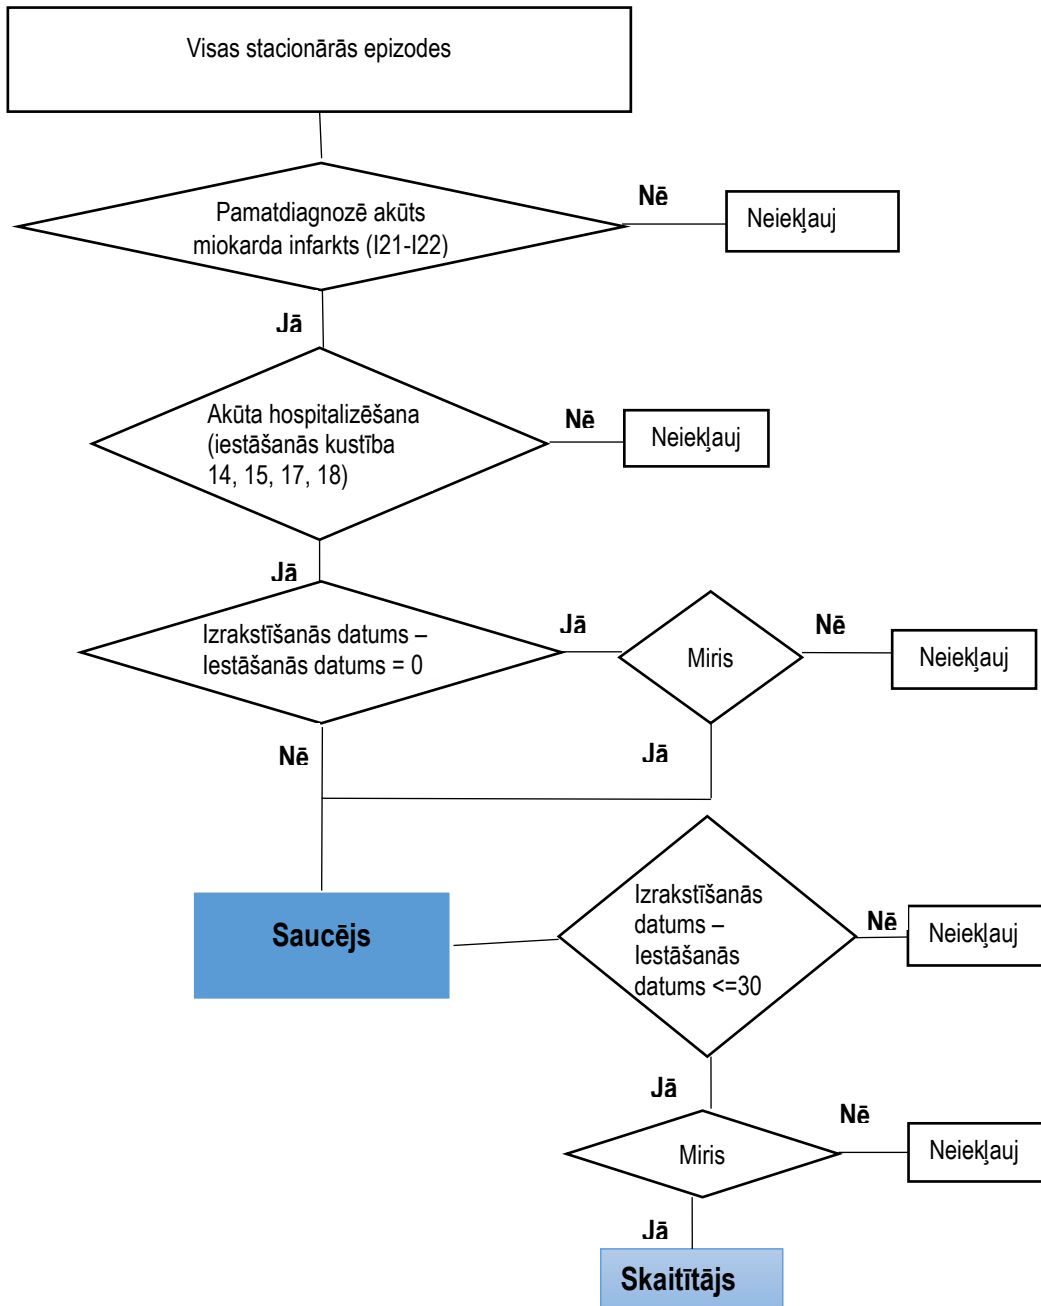 Visas stacionārās epizodes
Pamatdiagnozē akūts
miokarda infarkts (I21-I22)
Nē
Neiekļauj
Jā
Akūta hospitalizēšana
(iestāšanās kustība
14, 15, 17, 18)
Nē
Neiekļauj
Jā
Izrakstīšanās datums –
Iestāšanās datums = 0
Jā
Miris
Nē
Neiekļauj
Nē
Jā
Saucējs
Izrakstīšanās
datums –
Iestāšanās
datums <=30
Nē
Neiekļauj
Jā
Miris
Nē
Neiekļauj
Jā
Skaitītājs